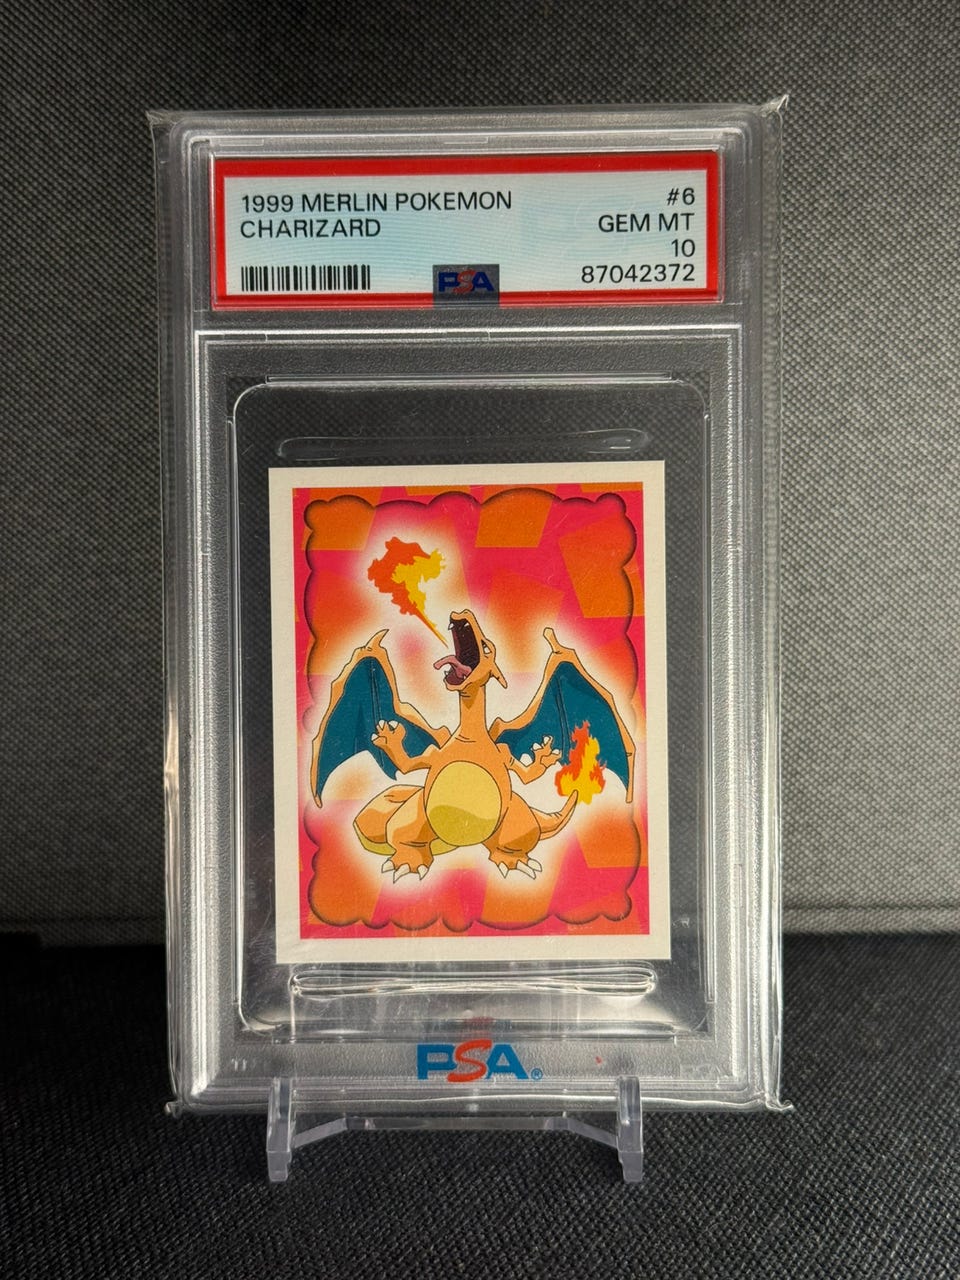 1999 MERLIN POKEMON #6
CHARIZARD GEM MT
10
87042372
PSA
PSA®